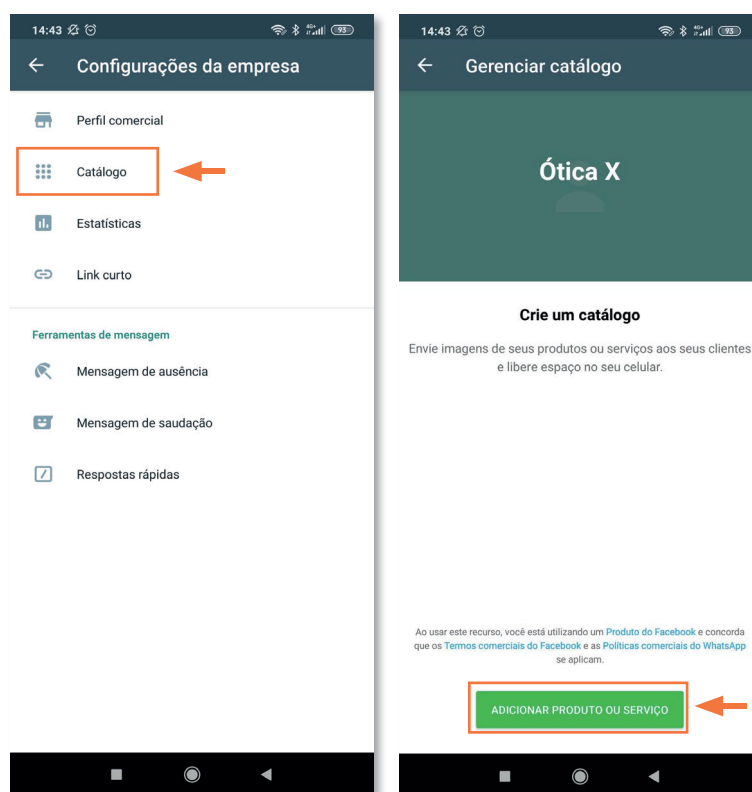 14:43
93
Configurações da empresa
Perfil comercial
Catálogo
Estatísticas
Link curto
Ferramentas de mensagem
Mensagem de ausência
Mensagem de saudação
Respostas rápidas
14:43
93
Gerenciar catálogo
Ótica X
Crie um catálogo
Envie imagens de seus produtos ou serviços aos seus clientes
e libere espaço no seu celular.
Ao usar este recurso, você está utilizando um Produto do Facebook e concorda
que os Termos comerciais do Facebook e as Políticas comerciais do WhatsApp
se aplicam.
ADICIONAR PRODUTO OU SERVIÇO